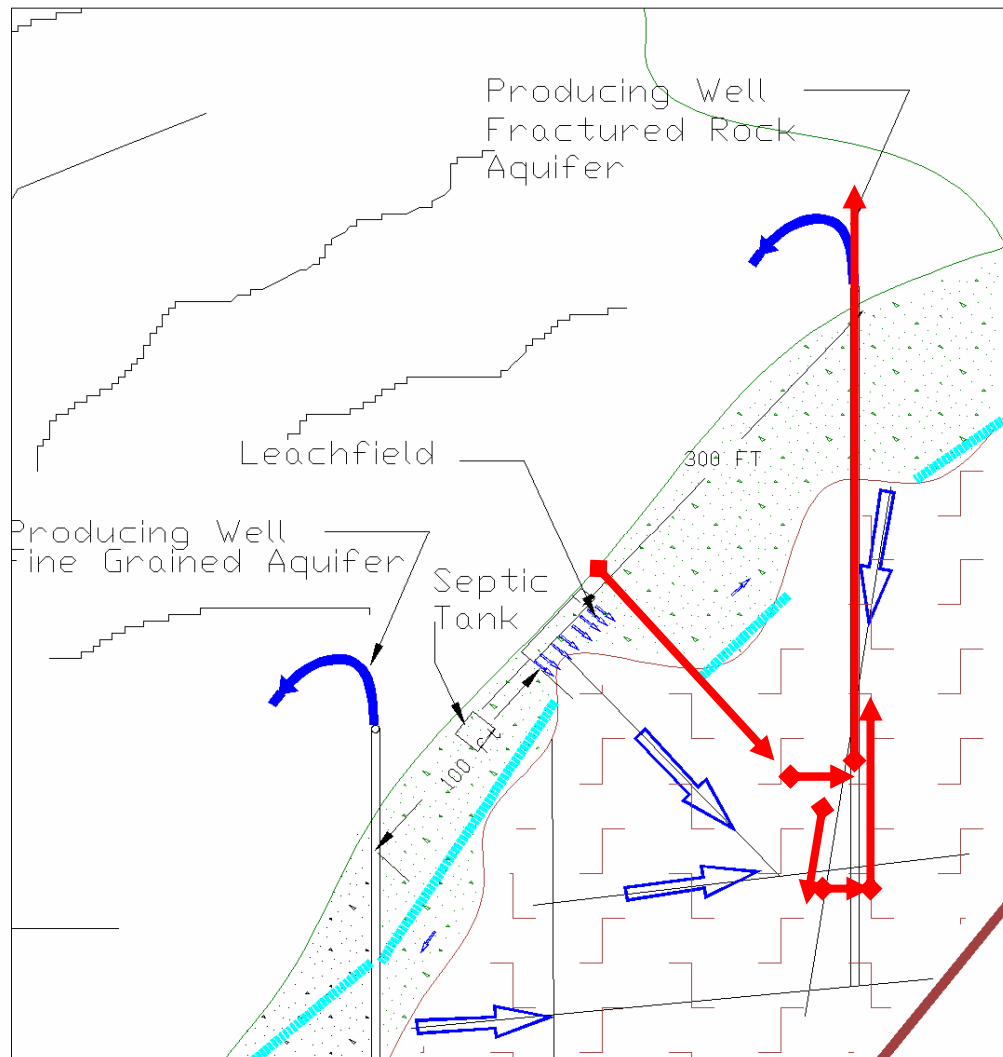 Producing Well
Fractured Rock
Aquifer
300 FT
Leachfield
Producing Well
Fine Grained Aquifer
Septic
Tank
100 ft